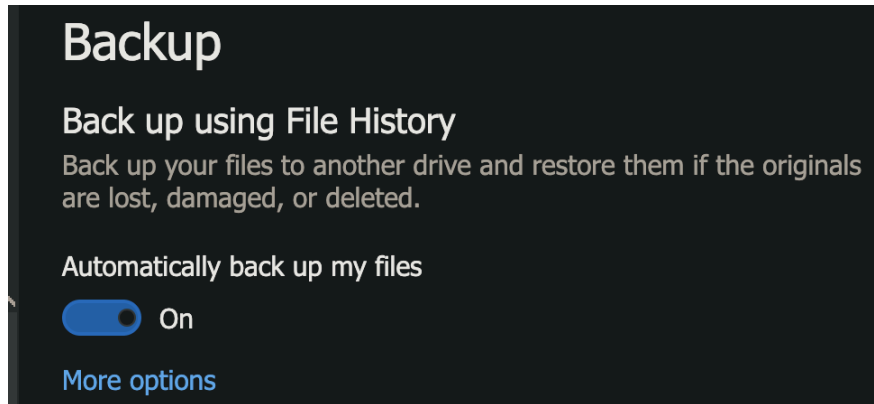 Backup
Back up using File History
Back up your files to another drive and restore them if the originals
are lost, damaged, or deleted.
Automatically back up my files
On
More options